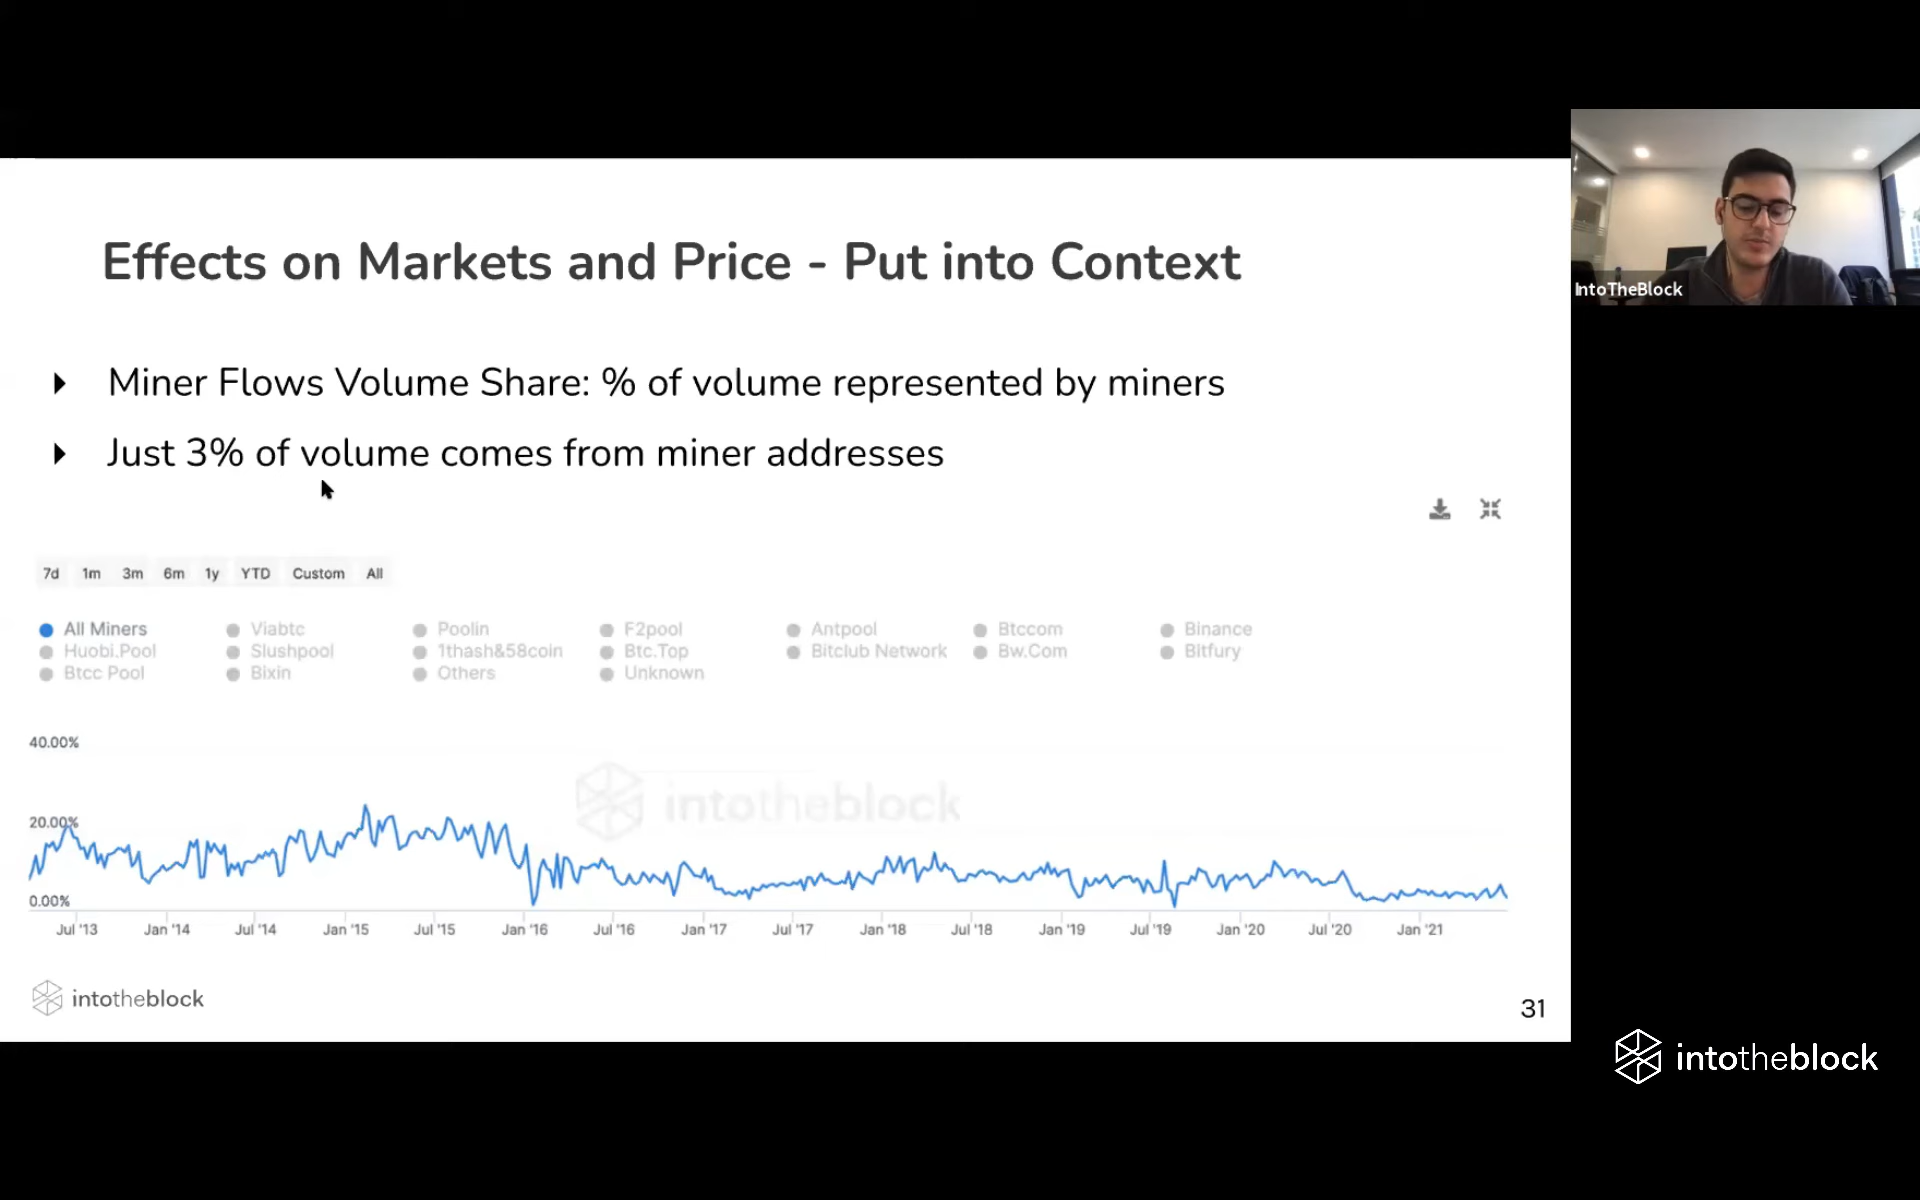 Effects on Markets and Price - Put into Context
IntoTheBlock
Miner Flows Volume Share: % of volume represented by miners
Just 3% of volume comes from miner addresses
7d 1m 3m 6m 1y YTD Custom All
All Miners Viabtc Poolin F2pool Antpool Btccom Binance
Huobi.Pool Slushpool 1thash&58coin Btc.Top Bitclub Network Bw.Com Bitfury
Btcc Pool Bixin Others Unknown
40.00%
intotheblock
20.00%
0.00%
Jul '13 Jan '14 Jul '14 Jan '15 Jul '15 Jan '16 Jul '16 Jan '17 Jul '17 Jan '18 Jul '18 Jan '19 Jul '19 Jan '20 Jul '20 Jan '21
intotheblock
31
intotheblock